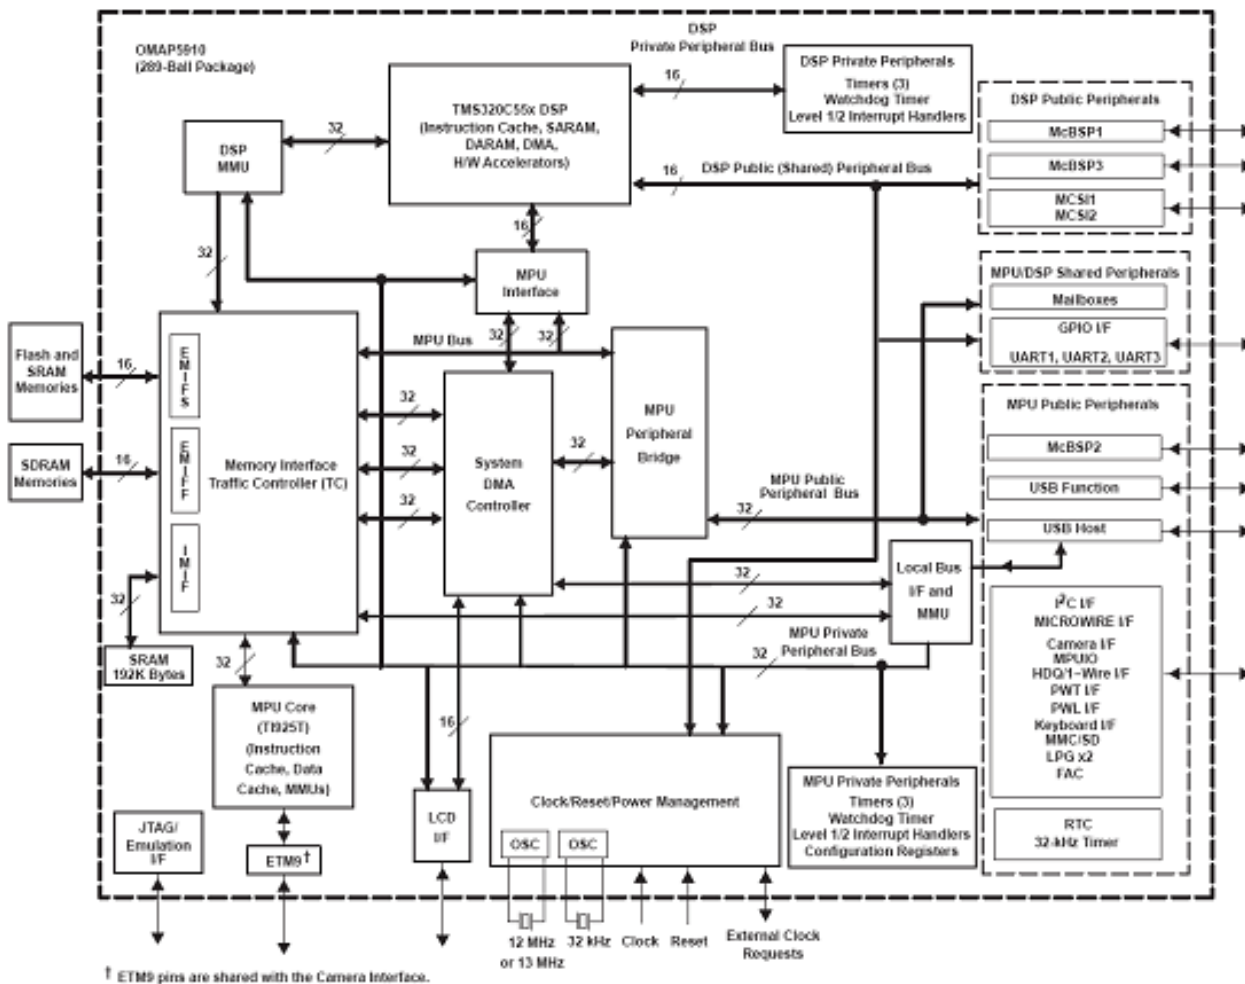 OMAP5910
(289-Ball Package)
DSP
Private Peripheral Bus
16
TMS320C55x DSP
(Instruction Cache, SARAM,
DARAM, DMA,
H/W Accelerators)
DSP Private Peripherals
Timers (3)
Watchdog Timer
Level 1/2 Interrupt Handlers
DSP Public Peripherals
McBSP1
McBSP3
MCSI1
MCSI2
32
DSP
MMU
16
DSP Public (Shared) Peripheral Bus
16
32
MPU
Interface
MPU/DSP Shared Peripherals
Mailboxes
GPIO I/F
UART1, UART2, UART3
MPU Bus
32
32
Flash and
SRAM
Memories
16
EMIFS
SDRAM
Memories
16
EMIFF
IMIF
Memory Interface
Traffic Controller (TC)
32
32
32
System
DMA
Controller
32
MPU
Peripheral
Bridge
MPU Public
Peripheral Bus
32
MPU Public Peripherals
McBSP2
USB Function
USB Host
32
Local Bus
I/F and
MMU
32
I2C I/F
MICROWIRE I/F
Camera I/F
MPUIO
HDQ/1-Wire I/F
PWT I/F
PWL I/F
Keyboard I/F
MMC/SD
LPG x2
FAC
RTC
32-kHz Timer
32
SRAM
192K Bytes
32
MPU Private
Peripheral Bus
32
MPU Core
(TI925T)
(Instruction
Cache, Data
Cache, MMUs)
16
JTAG/
Emulation
I/F
ETM9†
LCD
I/F
Clock/Reset/Power Management
OSC
OSC
MPU Private Peripherals
Timers (3)
Watchdog Timer
Level 1/2 Interrupt Handlers
Configuration Registers
12 MHz
or 13 MHz
32 kHz
Clock
Reset
External Clock
Requests
† ETM9 pins are shared with the Camera Interface.